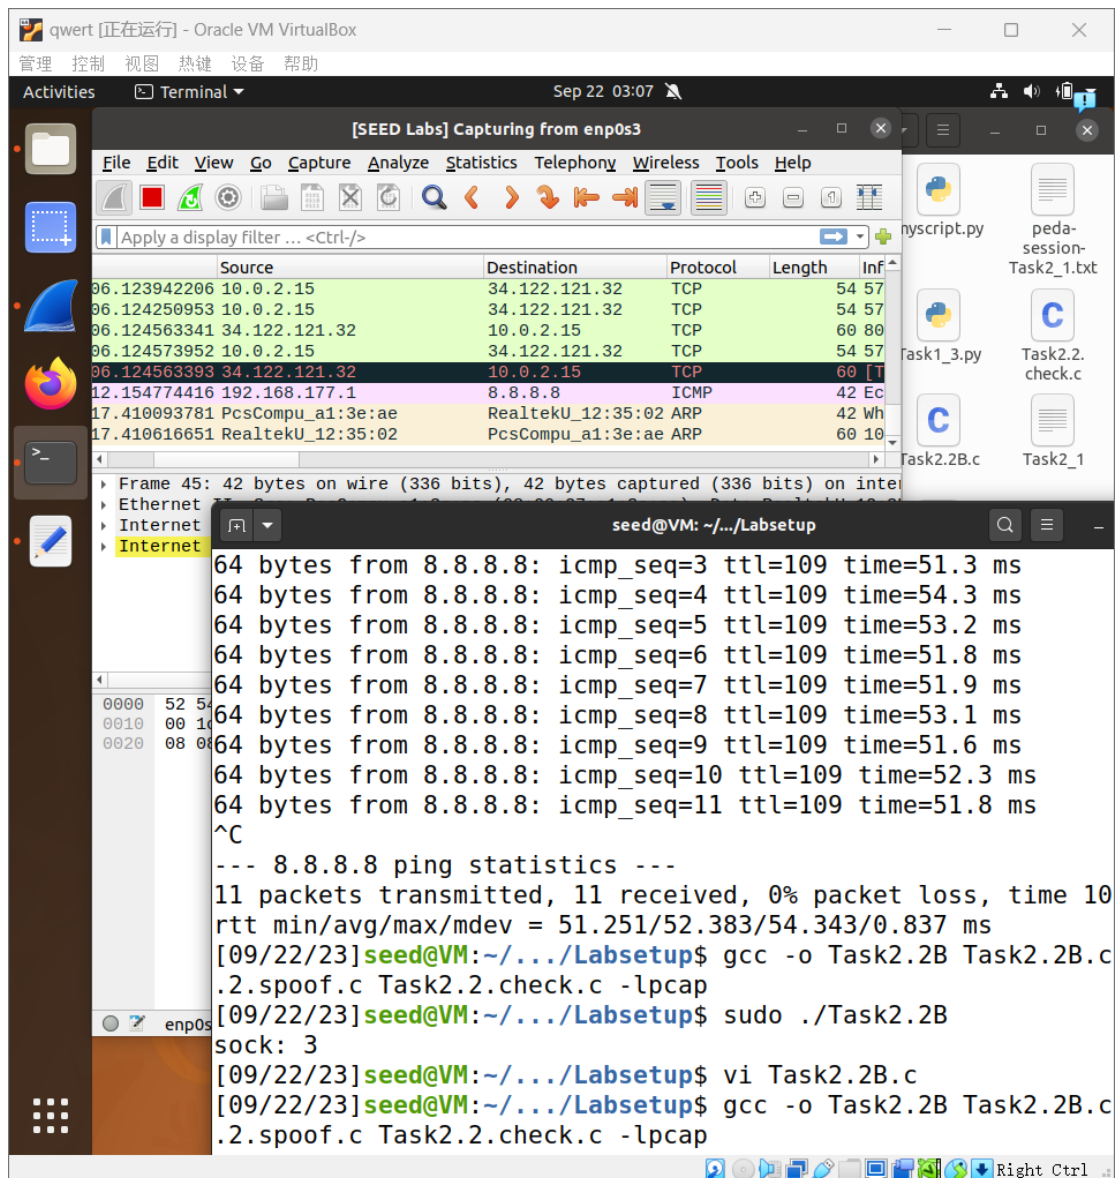 qwert [正在运行] - Oracle VM VirtualBox
管理 控制 视图 热键 设备 帮助
Activities Terminal Sep 22 03:07
[SEED Labs] Capturing from enp0s3
File Edit View Go Capture Analyze Statistics Telephony Wireless Tools Help
Apply a display filter ... <Ctrl-/>
Source Destination Protocol Length Inf
06.123942206 10.0.2.15 34.122.121.32 TCP 54 57
06.124250953 10.0.2.15 34.122.121.32 TCP 54 57
06.124563341 34.122.121.32 10.0.2.15 TCP 60 80
06.124573952 10.0.2.15 34.122.121.32 TCP 54 57
06.124563393 34.122.121.32 10.0.2.15 TCP 60 [T
12.154774416 192.168.177.1 8.8.8.8 ICMP 42 Ec
17.410093781 PcsCompu_a1:3e:ae RealtekU_12:35:02 ARP 42 Wh
17.410616651 RealtekU_12:35:02 PcsCompu_a1:3e:ae ARP 60 10
myscript.py
peda-
session-
Task2_1.txt
Task1_3.py
Task2.2.
check.c
Task2.2B.c
Task2_1
Frame 45: 42 bytes on wire (336 bits), 42 bytes captured (336 bits) on inter
Ethernet
Internet
Internet
0000 52 54
0010 00 1c
0020 08 08
enp0s
seed@VM: ~/.../Labsetup
64 bytes from 8.8.8.8: icmp_seq=3 ttl=109 time=51.3 ms
64 bytes from 8.8.8.8: icmp_seq=4 ttl=109 time=54.3 ms
64 bytes from 8.8.8.8: icmp_seq=5 ttl=109 time=53.2 ms
64 bytes from 8.8.8.8: icmp_seq=6 ttl=109 time=51.8 ms
64 bytes from 8.8.8.8: icmp_seq=7 ttl=109 time=51.9 ms
64 bytes from 8.8.8.8: icmp_seq=8 ttl=109 time=53.1 ms
64 bytes from 8.8.8.8: icmp_seq=9 ttl=109 time=51.6 ms
64 bytes from 8.8.8.8: icmp_seq=10 ttl=109 time=52.3 ms
64 bytes from 8.8.8.8: icmp_seq=11 ttl=109 time=51.8 ms
^C
--- 8.8.8.8 ping statistics ---
11 packets transmitted, 11 received, 0% packet loss, time 10
rtt min/avg/max/mdev = 51.251/52.383/54.343/0.837 ms
[09/22/23]seed@VM:~/.../Labsetup$ gcc -o Task2.2B Task2.2B.c
.2.spoof.c Task2.2.check.c -lpcap
[09/22/23]seed@VM:~/.../Labsetup$ sudo ./Task2.2B
sock: 3
[09/22/23]seed@VM:~/.../Labsetup$ vi Task2.2B.c
[09/22/23]seed@VM:~/.../Labsetup$ gcc -o Task2.2B Task2.2B.c
.2.spoof.c Task2.2.check.c -lpcap
Right Ctrl